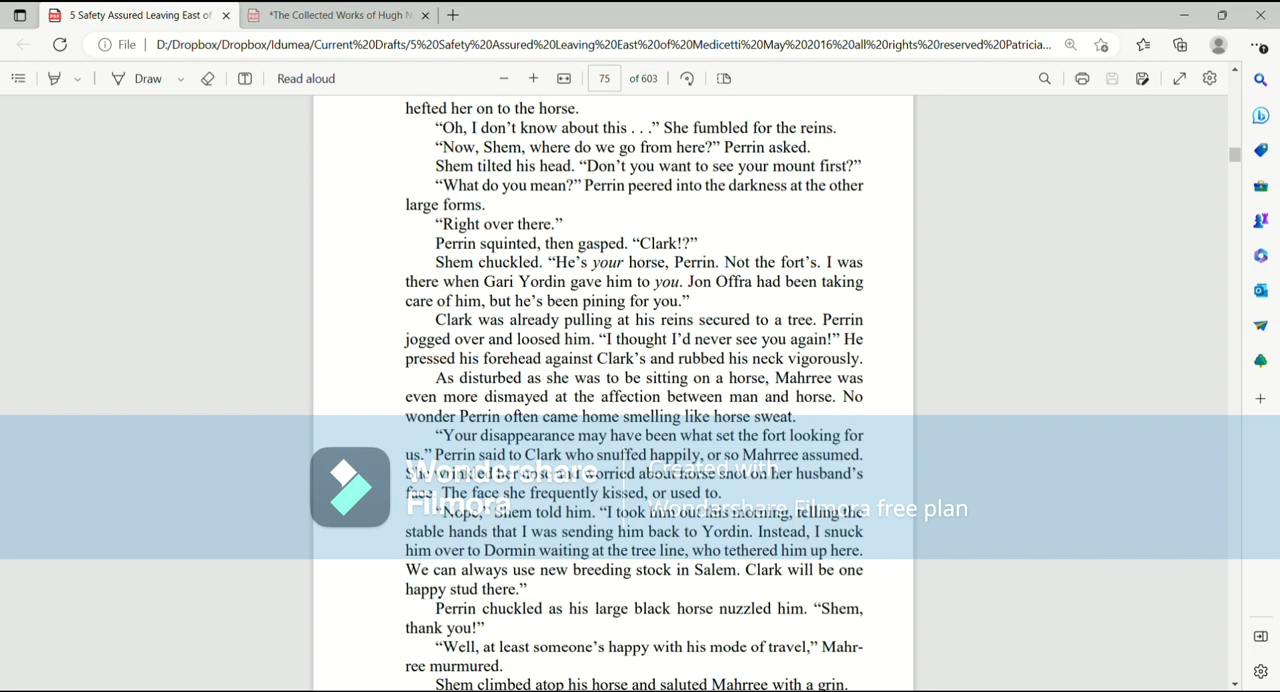 5 Safety Assured Leaving East of
*The Collected Works of Hugh N
File
D:/Dropbox/Dropbox/Idumea/Current%20Drafts/5%20Safety%20Assured%20Leaving%20East%20of%20Medicetti%20May%202016%20all%20rights%20reserved%20Patricia...
Draw
Read aloud
75 of 603
hefted her on to the horse.
“Oh, I don’t know about this . . .” She fumbled for the reins.
“Now, Shem, where do we go from here?” Perrin asked.
Shem tilted his head. “Don’t you want to see your mount first?”
“What do you mean?” Perrin peered into the darkness at the other
large forms.
“Right over there.”
Perrin squinted, then gasped. “Clark!?”
Shem chuckled. “He’s your horse, Perrin. Not the fort’s. I was
there when Gari Yordin gave him to you. Jon Offra had been taking
care of him, but he’s been pining for you.”
Clark was already pulling at his reins secured to a tree. Perrin
jogged over and loosed him. “I thought I’d never see you again!” He
pressed his forehead against Clark’s and rubbed his neck vigorously.
As disturbed as she was to be sitting on a horse, Mahrree was
even more dismayed at the affection between man and horse. No
wonder Perrin often came home smelling like horse sweat.
“Your disappearance may have been what set the fort looking for
us.” Perrin said to Clark who snuffed happily, or so Mahrree assumed.
She wrinkled her nose and worried about horse snot on her husband’s
face. The face she frequently kissed, or used to.
“Nope,” Shem told him. “I took him out this morning, telling the
stable hands that I was sending him back to Yordin. Instead, I snuck
him over to Dormin waiting at the tree line, who tethered him up here.
We can always use new breeding stock in Salem. Clark will be one
happy stud there.”
Perrin chuckled as his large black horse nuzzled him. “Shem,
thank you!”
“Well, at least someone’s happy with his mode of travel,” Mahr-
ree murmured.
Shem climbed atop his horse and saluted Mahrree with a grin.
Wondershare
Filmora
Created with
Wondershare Filmora free plan